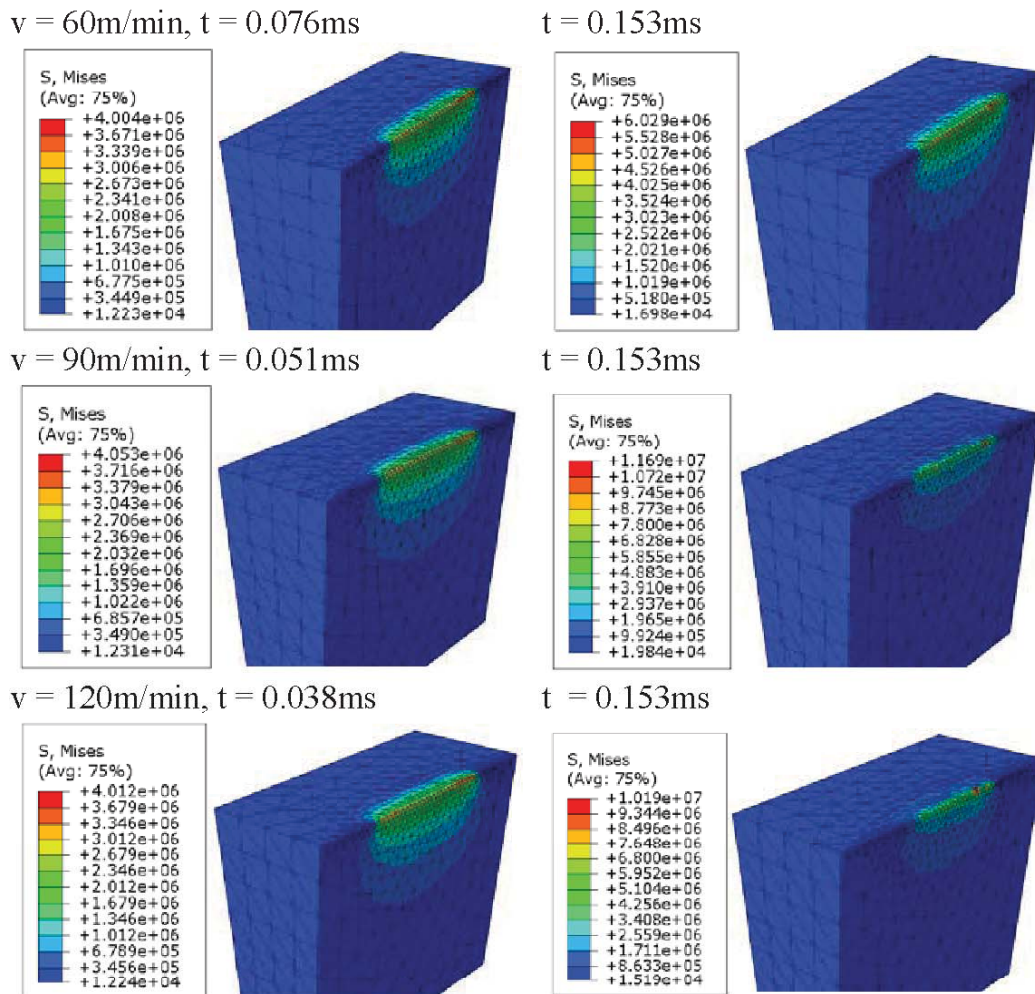 v = 60m/min, t = 0.076ms
t = 0.153ms
S, Mises
(Avg: 75%)
+4.004e+06
+3.671e+06
+3.339e+06
+3.006e+06
+2.673e+06
+2.341e+06
+2.008e+06
+1.675e+06
+1.343e+06
+1.010e+06
+6.775e+05
+3.449e+05
+1.223e+04
S, Mises
(Avg: 75%)
+6.029e+06
+5.528e+06
+5.027e+06
+4.526e+06
+4.025e+06
+3.524e+06
+3.023e+06
+2.522e+06
+2.021e+06
+1.520e+06
+1.019e+06
+5.180e+05
+1.698e+04
v = 90m/min, t = 0.051ms
t = 0.153ms
S, Mises
(Avg: 75%)
+4.053e+06
+3.716e+06
+3.379e+06
+3.043e+06
+2.706e+06
+2.369e+06
+2.032e+06
+1.696e+06
+1.359e+06
+1.022e+06
+6.857e+05
+3.490e+05
+1.231e+04
S, Mises
(Avg: 75%)
+1.169e+07
+1.072e+07
+9.745e+06
+8.773e+06
+7.800e+06
+6.828e+06
+5.855e+06
+4.883e+06
+3.910e+06
+2.937e+06
+1.965e+06
+9.924e+05
+1.984e+04
v = 120m/min, t = 0.038ms
t = 0.153ms
S, Mises
(Avg: 75%)
+4.012e+06
+3.679e+06
+3.346e+06
+3.012e+06
+2.679e+06
+2.346e+06
+2.012e+06
+1.679e+06
+1.346e+06
+1.012e+06
+6.789e+05
+3.456e+05
+1.224e+04
S, Mises
(Avg: 75%)
+1.019e+07
+9.344e+06
+8.496e+06
+7.648e+06
+6.800e+06
+5.952e+06
+5.104e+06
+4.256e+06
+3.408e+06
+2.559e+06
+1.711e+06
+8.633e+05
+1.519e+04